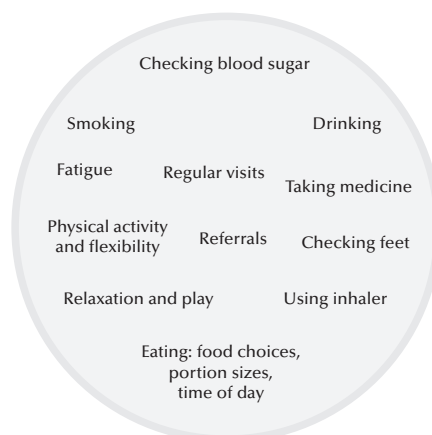 Checking blood sugar
Smoking
Drinking
Fatigue
Regular visits
Taking medicine
Physical activity
and flexibility
Referrals
Checking feet
Relaxation and play
Using inhaler
Eating: food choices,
portion sizes,
time of day